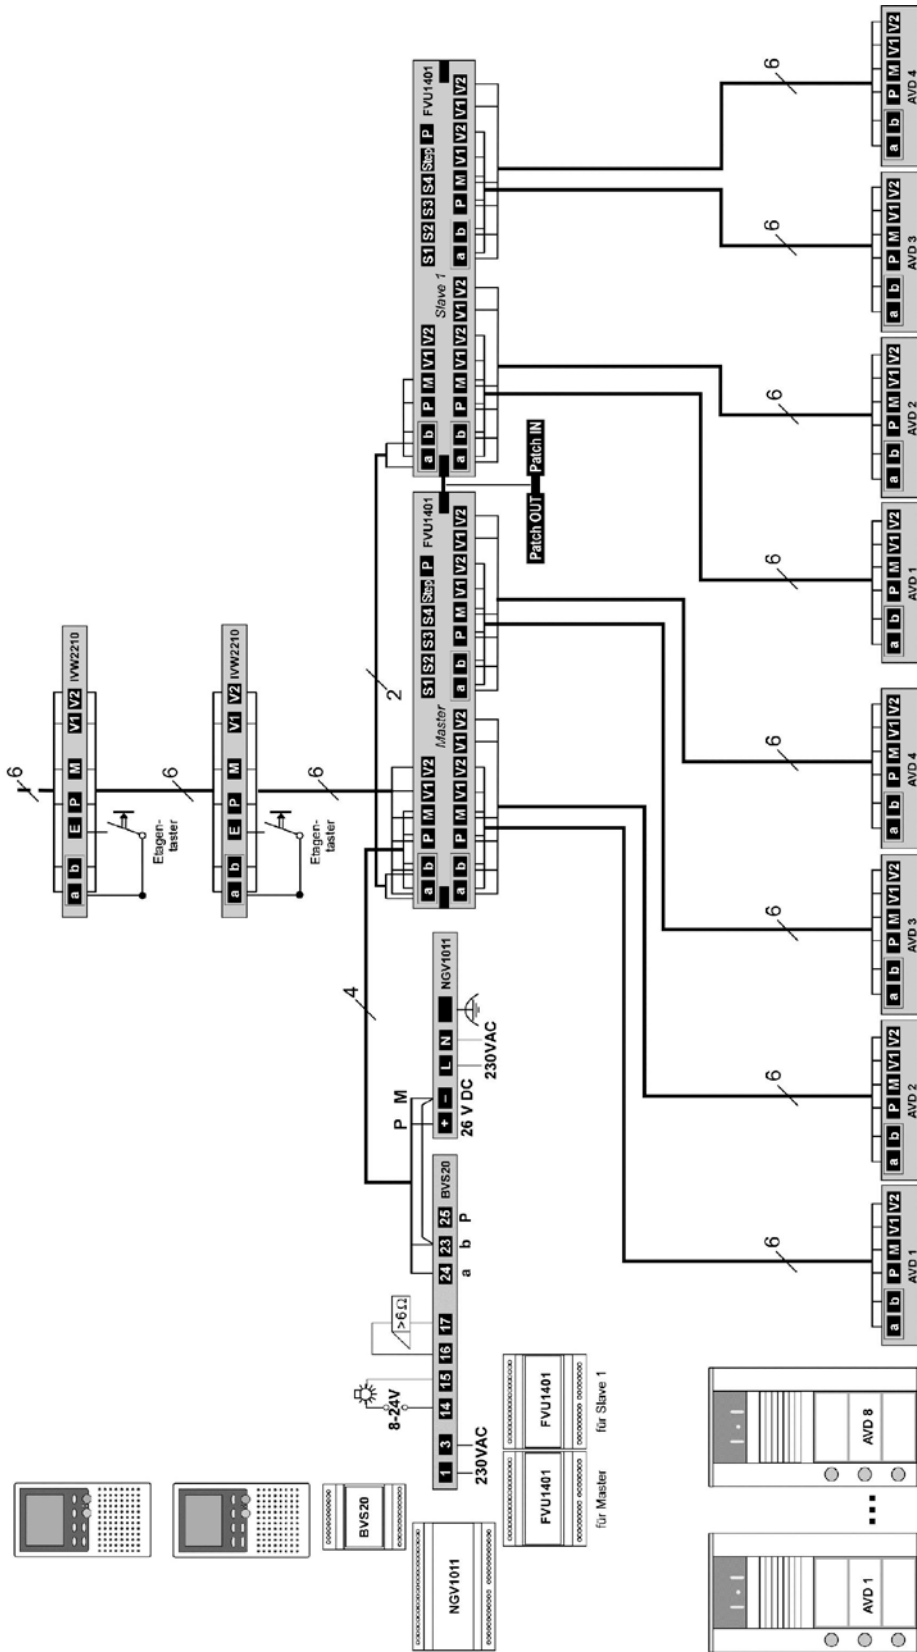 6
a b E P M V1 V2 IVW2210
Etagen-
taster
6
a b E P M V1 V2 IVW2210
Etagen-
taster
6
4
2
1 3 14 15 16 17 24 23 25 BVS20
230VAC
8-24V
>6Ω
a b P
P M
+ − L N NGV1011
26 V DC
230VAC
a b P M V1 V2 S1 S2 S3 S4 Step P FVU1401
Master
a b P M V1 V2 V1 V2 a b P M V1 V2 V1 V2
Patch OUT Patch IN
a b P M V1 V2 S1 S2 S3 S4 Step P FVU1401
Slave 1
a b P M V1 V2 V1 V2 a b P M V1 V2 V1 V2
6
6
6
6
6
6
6
6
a b P M V1 V2
AVD 1
a b P M V1 V2
AVD 2
a b P M V1 V2
AVD 3
a b P M V1 V2
AVD 4
a b P M V1 V2
AVD 1
a b P M V1 V2
AVD 2
a b P M V1 V2
AVD 3
a b P M V1 V2
AVD 4
BVS20
NGV1011
FVU1401
für Master
FVU1401
für Slave 1
AVD 1
...
AVD 8